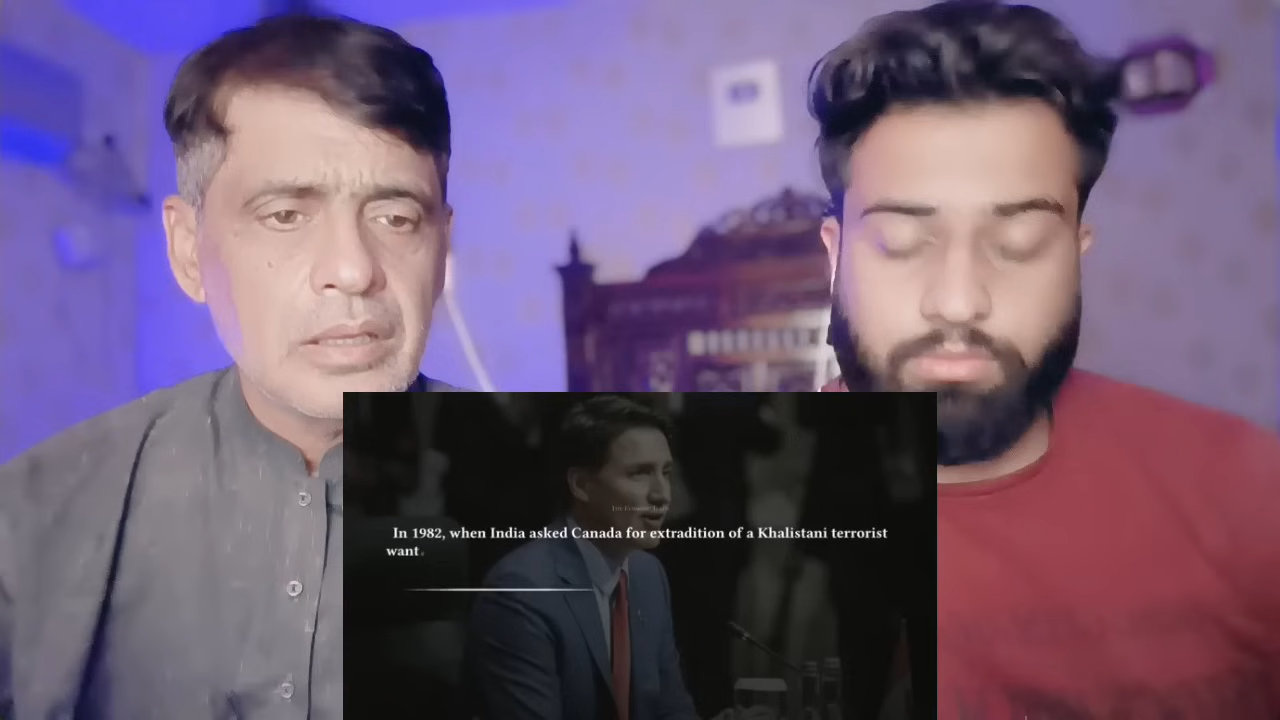 In 1982, when India asked Canada for extradition of a Khalistani terrorist
want